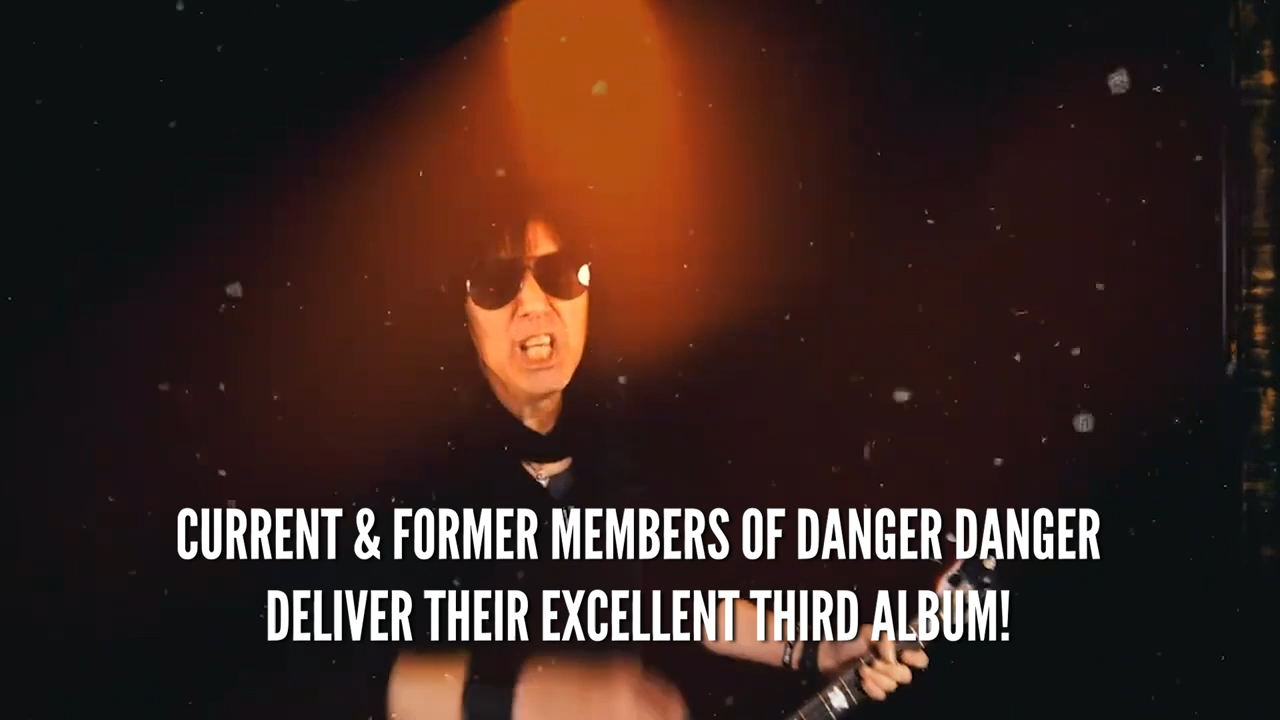 CURRENT & FORMER MEMBERS OF DANGER DANGER
DELIVER THEIR EXCELLENT THIRD ALBUM!